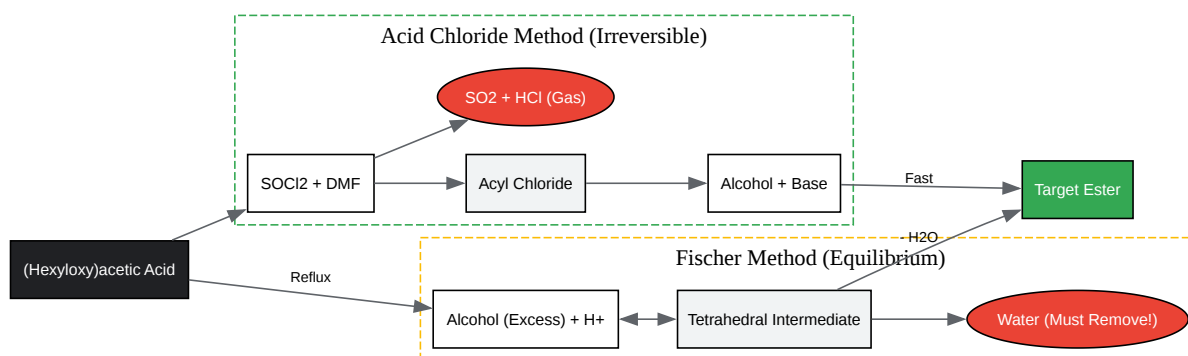 Acid Chloride Method (Irreversible)
SO2 + HCl (Gas)
SOCl2 + DMF
Acyl Chloride
Alcohol + Base
Fast
Target Ester
- H2O
(Hexyloxy)acetic Acid
Reflux
Fischer Method (Equilibrium)
Alcohol (Excess) + H+
Tetrahedral Intermediate
Water (Must Remove!)